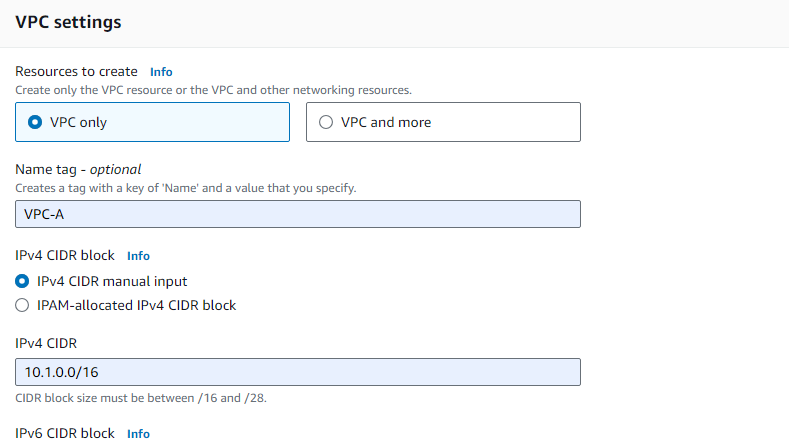 VPC settings
Resources to create Info
Create only the VPC resource or the VPC and other networking resources.
VPC only VPC and more
Name tag - optional
Creates a tag with a key of 'Name' and a value that you specify.
VPC-A
IPv4 CIDR block Info
IPv4 CIDR manual input
IPAM-allocated IPv4 CIDR block
IPv4 CIDR
10.1.0.0/16
CIDR block size must be between /16 and /28.
IPv6 CIDR block Info